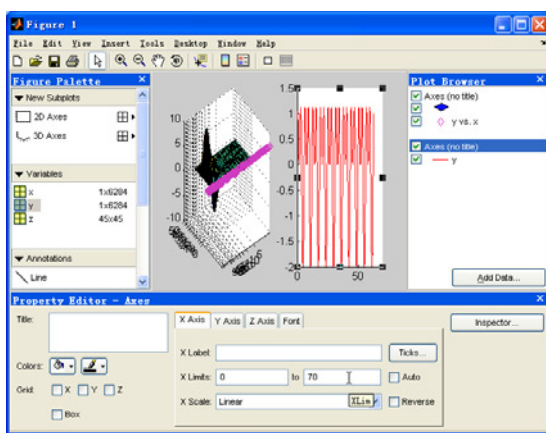 Figure 1
File Edit View Insert Tools Desktop Window Help
Figure Palette
New Subplots
2D Axes
3D Axes
Variables
x 1x6284
y 1x6284
z 45x45
Annotations
Line
10
5
0
-5
-10
1.5
1
0.5
0
-0.5
-1
-1.5
-2
0 50
Plot Browser
Axes (no title)
y vs. x
Axes (no title)
y
Add Data...
Property Editor - Axes
Title:
Colors:
Grid: X Y Z
Box
X Axis Y Axis Z Axis Font
X Label:
Ticks...
X Limits: 0 to 70
Auto
X Scale: Linear
XLim
Reverse
Inspector...